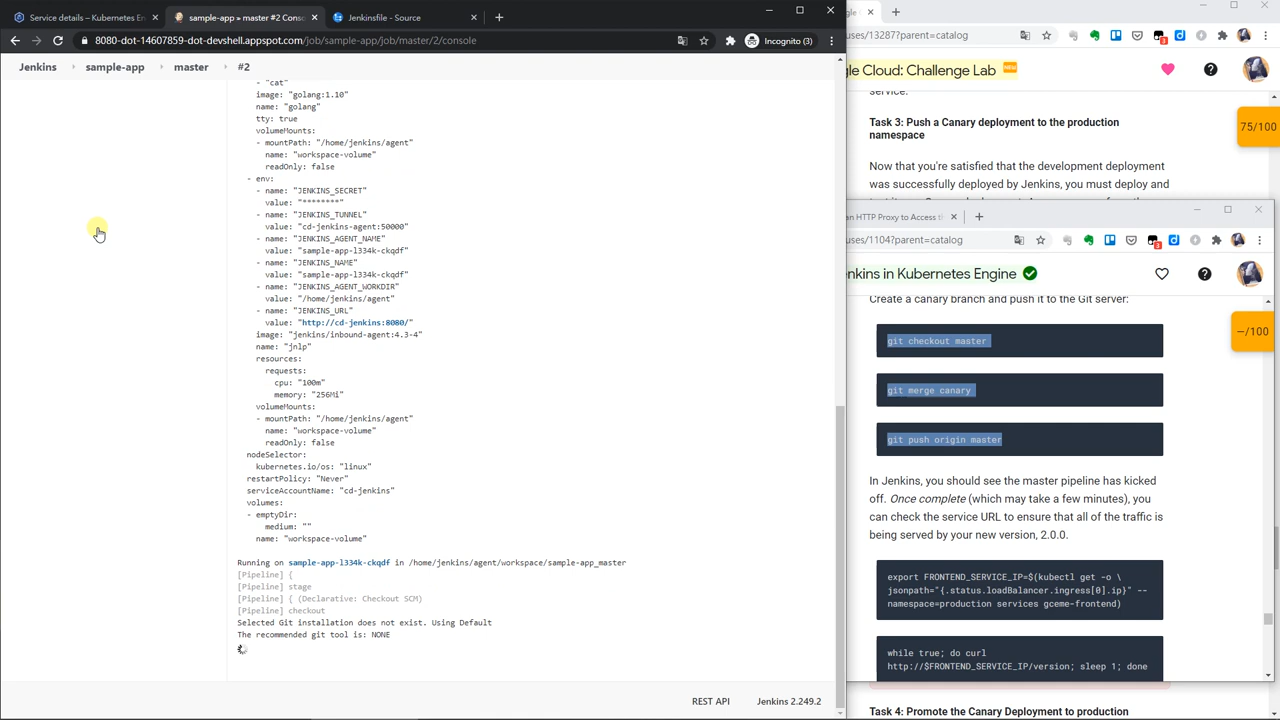 Service details – Kubernetes En
sample-app » master #2 Conso
Jenkinsfile - Source
8080-dot-14607859-dot-devshell.appspot.com/job/sample-app/job/master/2/console
Incognito (3)
Jenkins
sample-app
master
#2
- "cat"
image: "golang:1.10"
name: "golang"
tty: true
volumeMounts:
- mountPath: "/home/jenkins/agent"
name: "workspace-volume"
readOnly: false
- env:
- name: "JENKINS_SECRET"
value: "********"
- name: "JENKINS_TUNNEL"
value: "cd-jenkins-agent:50000"
- name: "JENKINS_AGENT_NAME"
value: "sample-app-l334k-ckqdf"
- name: "JENKINS_NAME"
value: "sample-app-l334k-ckqdf"
- name: "JENKINS_AGENT_WORKDIR"
value: "/home/jenkins/agent"
- name: "JENKINS_URL"
value: "http://cd-jenkins:8080/"
image: "jenkins/inbound-agent:4.3-4"
name: "jnlp"
resources:
requests:
cpu: "100m"
memory: "256Mi"
volumeMounts:
- mountPath: "/home/jenkins/agent"
name: "workspace-volume"
readOnly: false
nodeSelector:
kubernetes.io/os: "linux"
restartPolicy: "Never"
serviceAccountName: "cd-jenkins"
volumes:
- emptyDir:
medium: ""
name: "workspace-volume"
Running on sample-app-l334k-ckqdf in /home/jenkins/agent/workspace/sample-app_master
[Pipeline] {
[Pipeline] stage
[Pipeline] { (Declarative: Checkout SCM)
[Pipeline] checkout
Selected Git installation does not exist. Using Default
The recommended git tool is: NONE
REST API
Jenkins 2.249.2
uses/13287?parent=catalog
gle Cloud: Challenge Lab
service.
75/100
Task 3: Push a Canary deployment to the production
namespace
Now that you're satisfied that the development deployment
was successfully deployed by Jenkins, you must deploy and
an HTTP Proxy to Access th
uses/1104?parent=catalog
enkins in Kubernetes Engine
Create a canary branch and push it to the Git server:
–/100
git checkout master
git merge canary
git push origin master
In Jenkins, you should see the master pipeline has kicked
off. Once complete (which may take a few minutes), you
can check the service URL to ensure that all of the traffic is
being served by your new version, 2.0.0.
export FRONTEND_SERVICE_IP=$(kubectl get -o \
jsonpath="{.status.loadBalancer.ingress[0].ip}" --
namespace=production services gceme-frontend)
while true; do curl
http://$FRONTEND_SERVICE_IP/version; sleep 1; done
Task 4: Promote the Canary Deployment to production